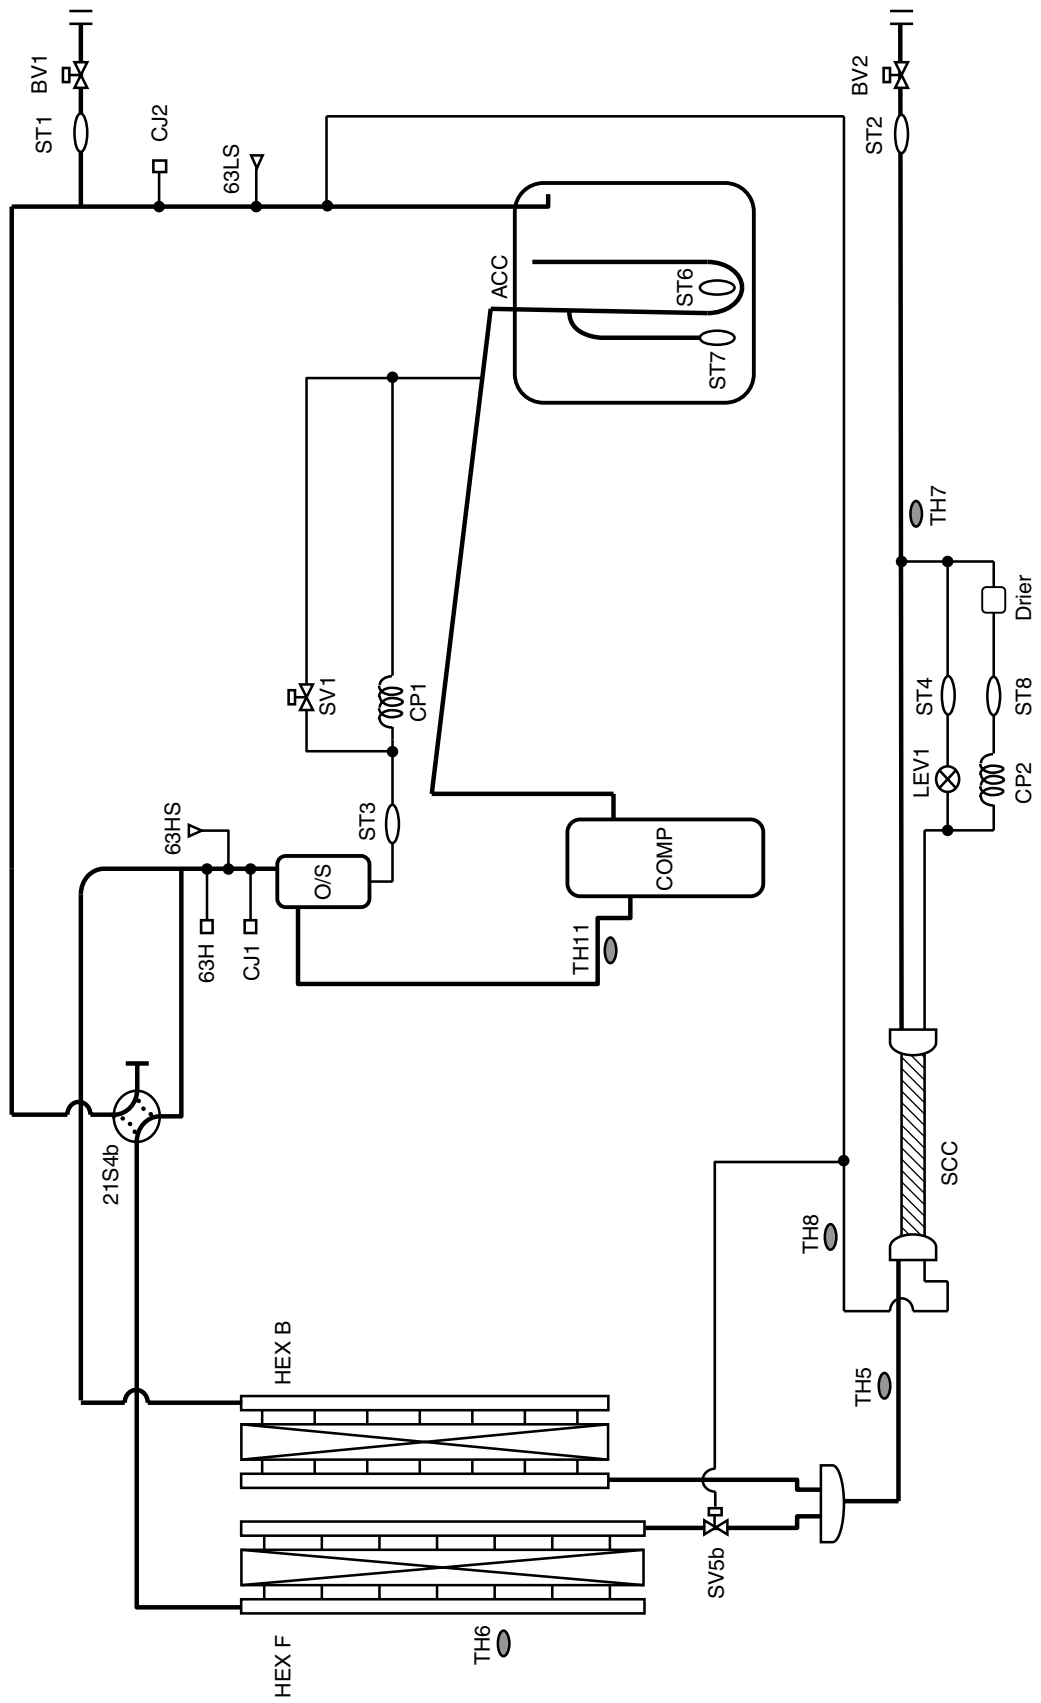 BV1
ST1
CJ2
63LS
BV2
ST2
ACC
ST6
ST7
TH7
SV1
CP1
ST4
ST8
Drier
LEV1
CP2
63HS
ST3
O/S
COMP
63H
CJ1
TH11
21S4b
SCC
TH8
HEX B
TH5
SV5b
HEX F
TH6